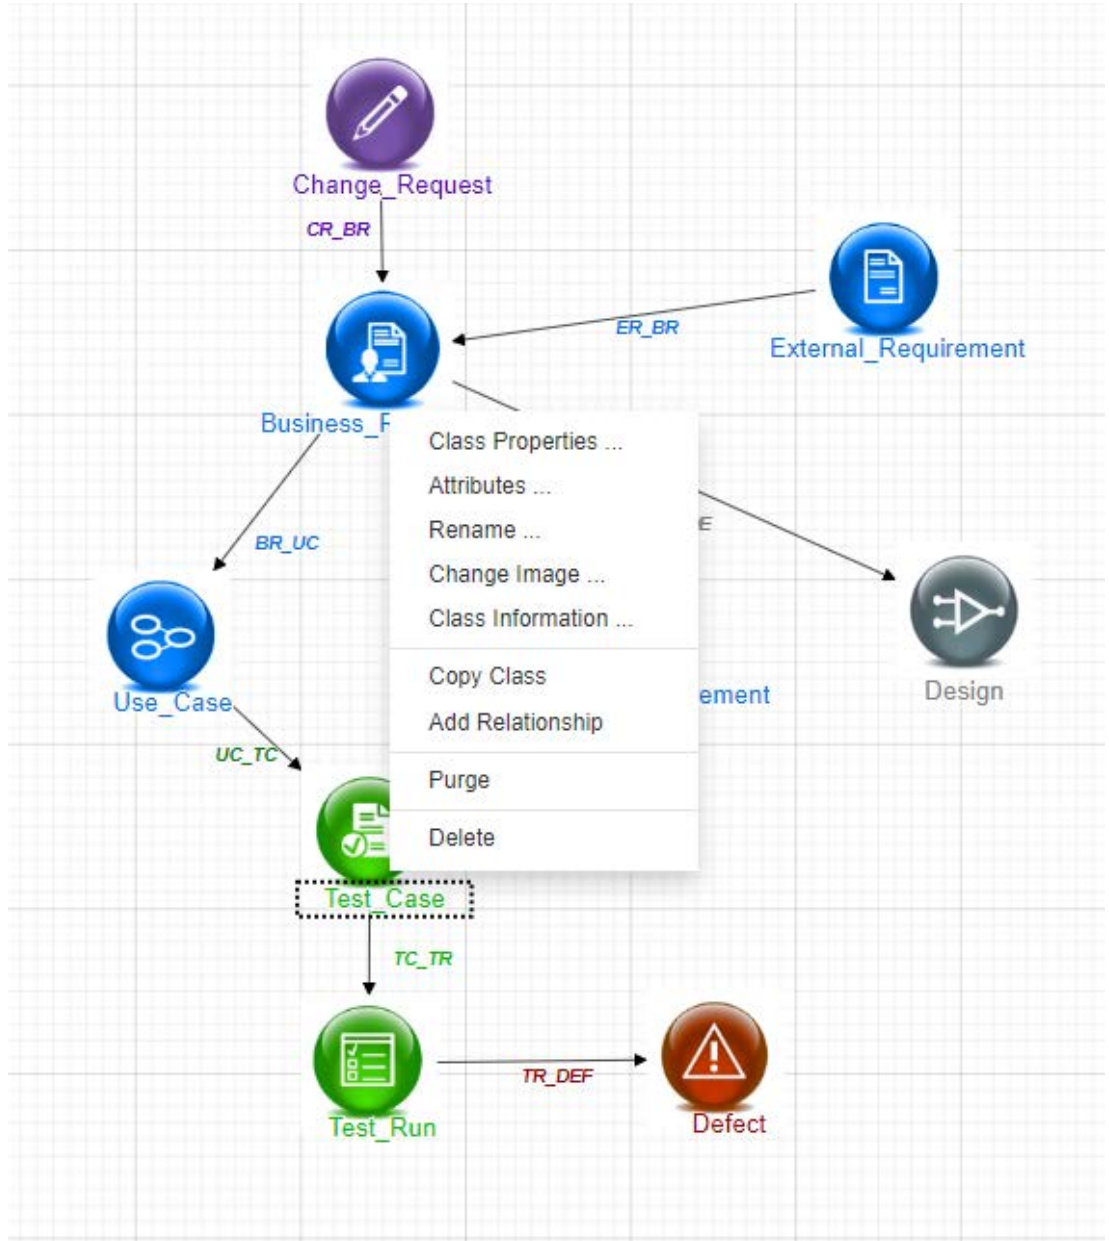 Change_Request
CR_BR
ER_BR
External_Requirement
Business_
Class Properties ...
Attributes ...
Rename ...
Change Image ...
Class Information ...
Copy Class
Add Relationship
Purge
Delete
BR_UC
E
Design
Use_Case
ement
UC_TC
Test_Case
TC_TR
Test_Run
TR_DEF
Defect